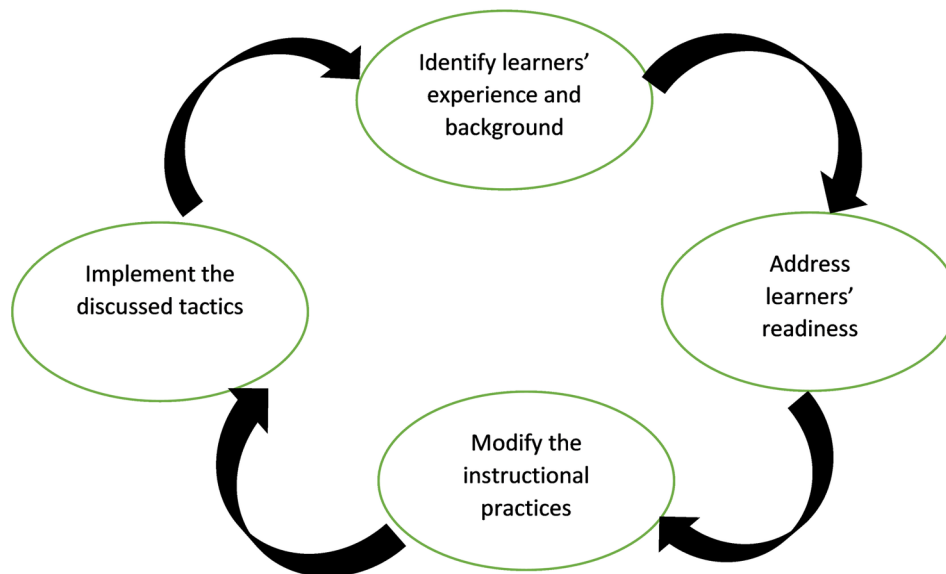 Identify learners’
experience and
background
Address
learners’
readiness
Modify the
instructional
practices
Implement the
discussed tactics